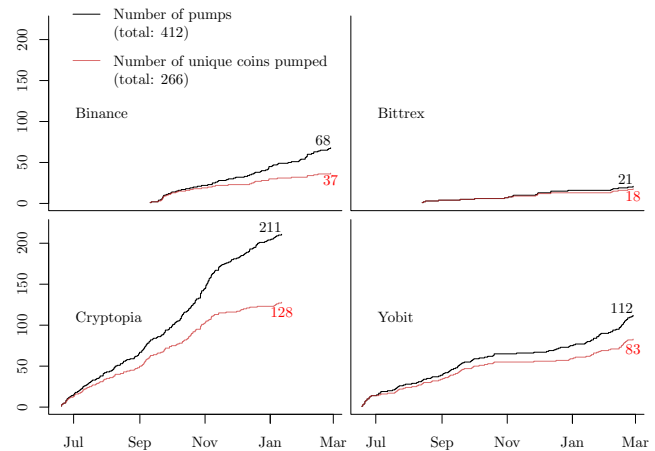 Number of pumps
(total: 412)
Number of unique coins pumped
(total: 266)
Binance
Bittrex
0 50 100 150 200
68
37
21
18
Cryptopia
Yobit
0 50 100 150 200
211
128
112
83
Jul Sep Nov Jan Mar
Jul Sep Nov Jan Mar